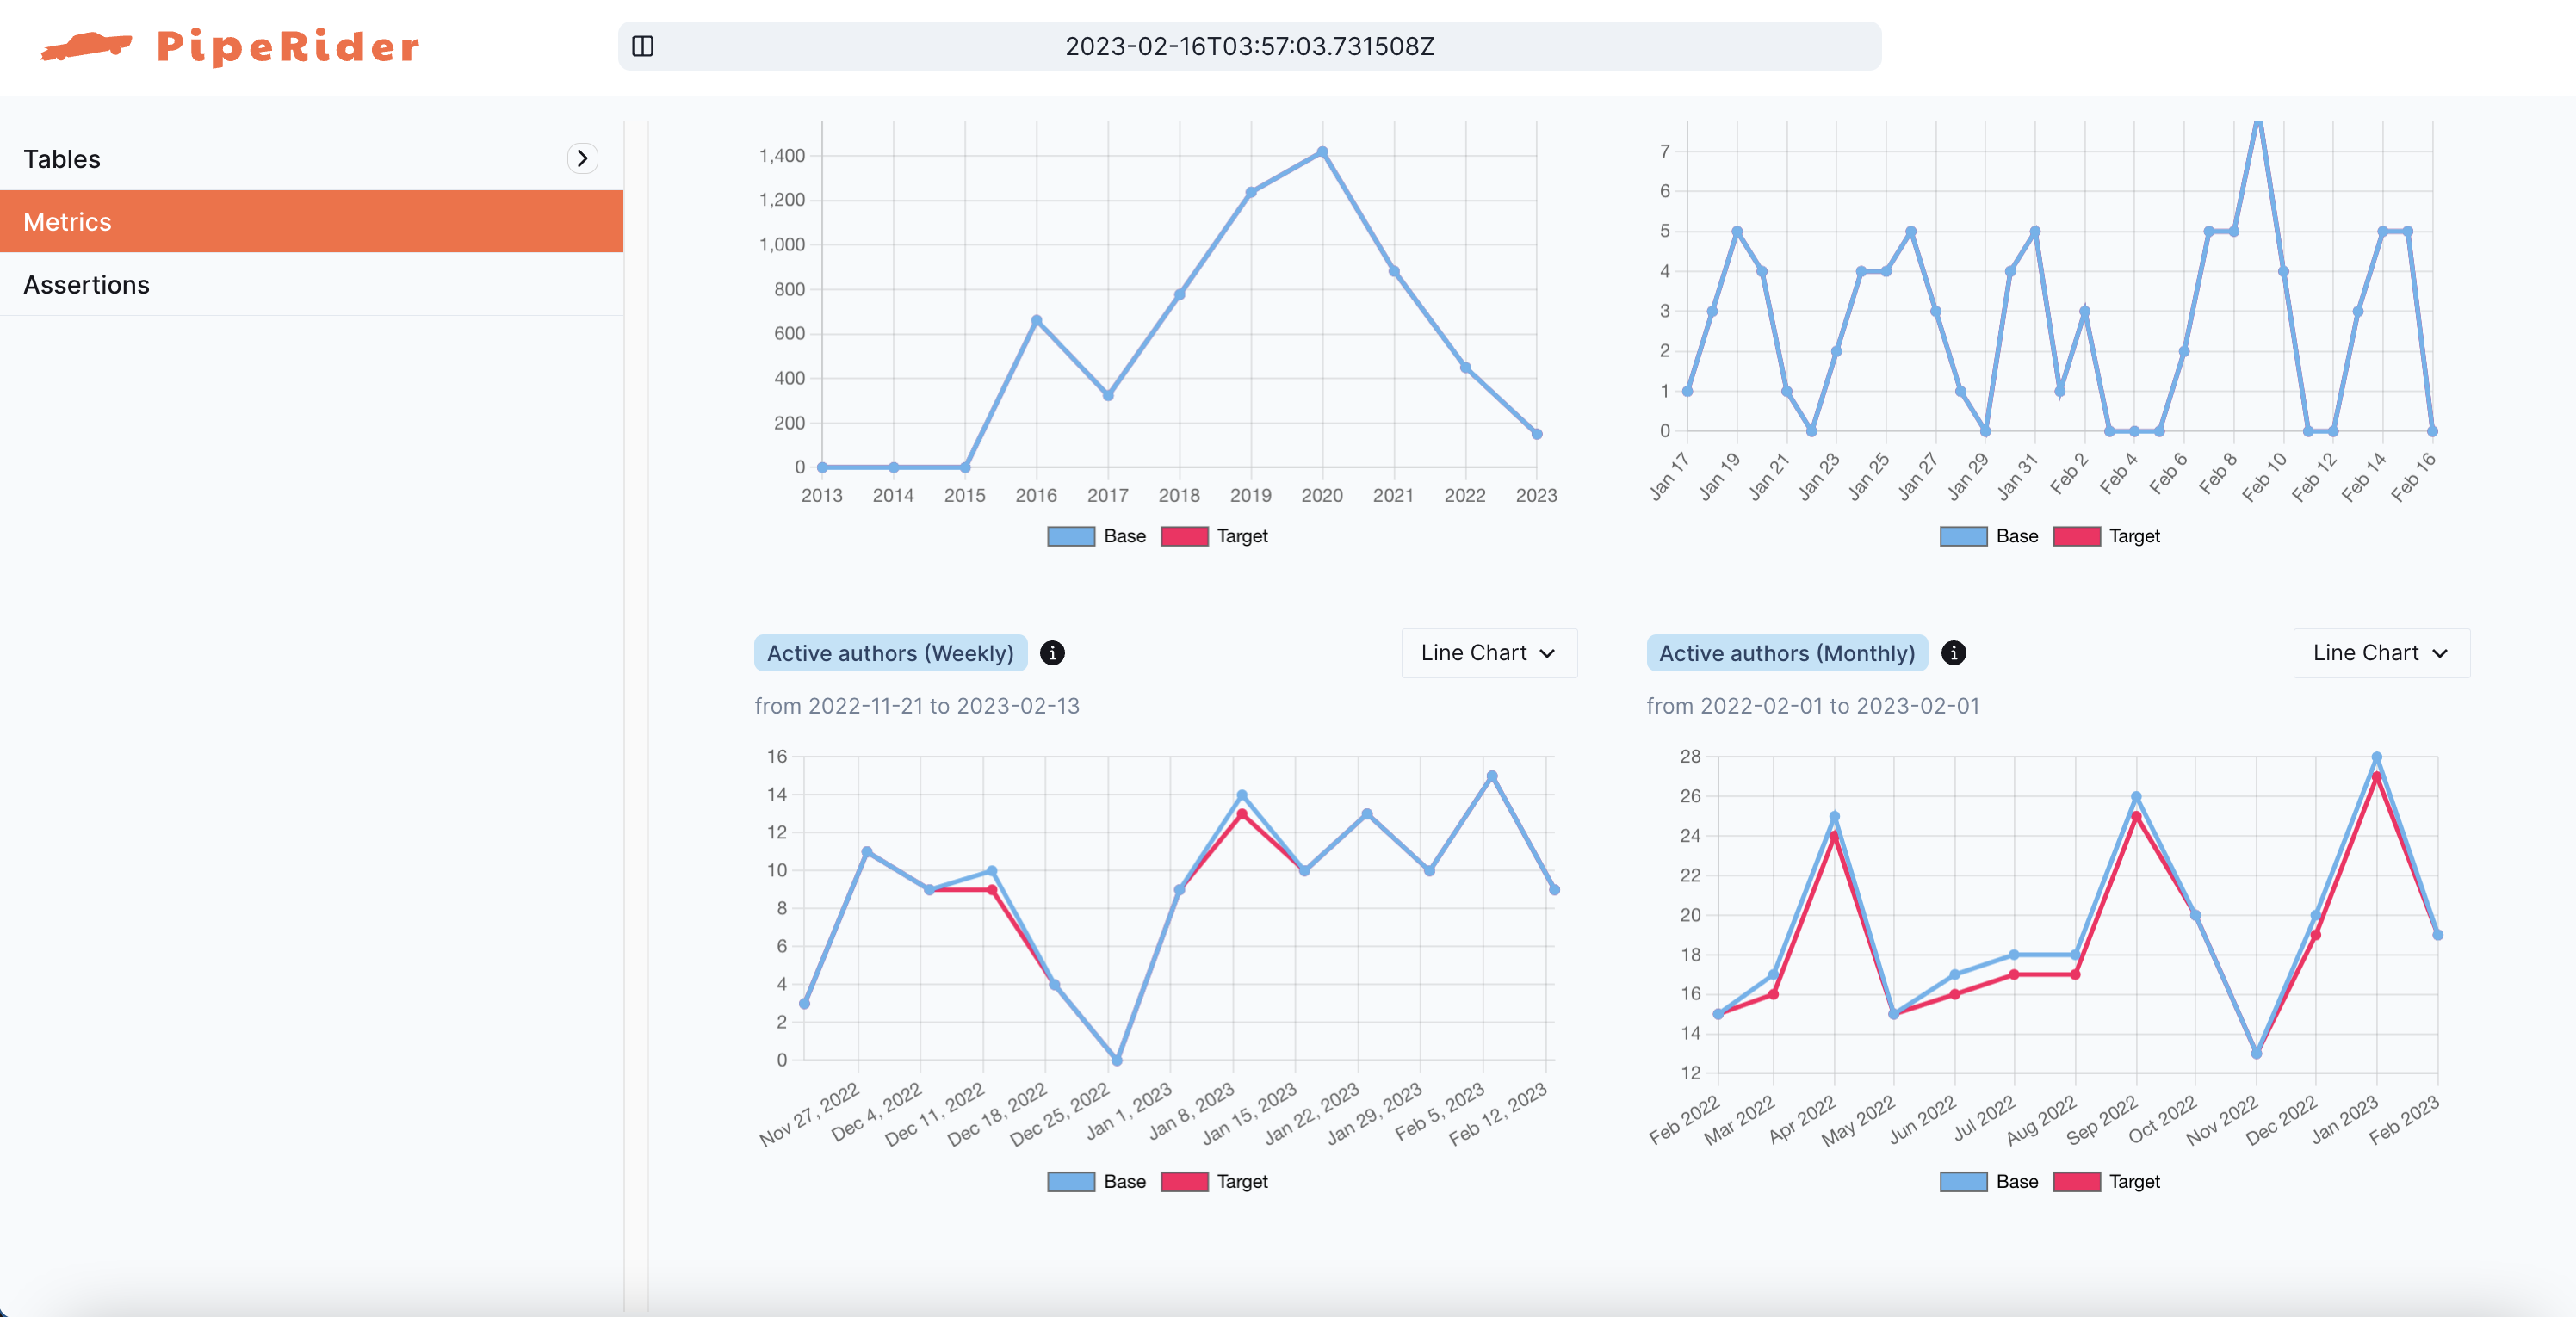 PipeRider
2023-02-16T03:57:03.731508Z
Tables
Metrics
Assertions
1,400
1,200
1,000
800
600
400
200
0
2013 2014 2015 2016 2017 2018 2019 2020 2021 2022 2023
Base Target
7
6
5
4
3
2
1
0
Jan 17 Jan 19 Jan 21 Jan 23 Jan 25 Jan 27 Jan 29 Jan 31 Feb 2 Feb 4 Feb 6 Feb 8 Feb 10 Feb 12 Feb 14 Feb 16
Base Target
Active authors (Weekly) i Line Chart
from 2022-11-21 to 2023-02-13
16
14
12
10
8
6
4
2
0
Nov 27, 2022 Dec 4, 2022 Dec 11, 2022 Dec 18, 2022 Dec 25, 2022 Jan 1, 2023 Jan 8, 2023 Jan 15, 2023 Jan 22, 2023 Jan 29, 2023 Feb 5, 2023 Feb 12, 2023
Base Target
Active authors (Monthly) i Line Chart
from 2022-02-01 to 2023-02-01
28
26
24
22
20
18
16
14
12
Feb 2022 Mar 2022 Apr 2022 May 2022 Jun 2022 Jul 2022 Aug 2022 Sep 2022 Oct 2022 Nov 2022 Dec 2022 Jan 2023 Feb 2023
Base Target